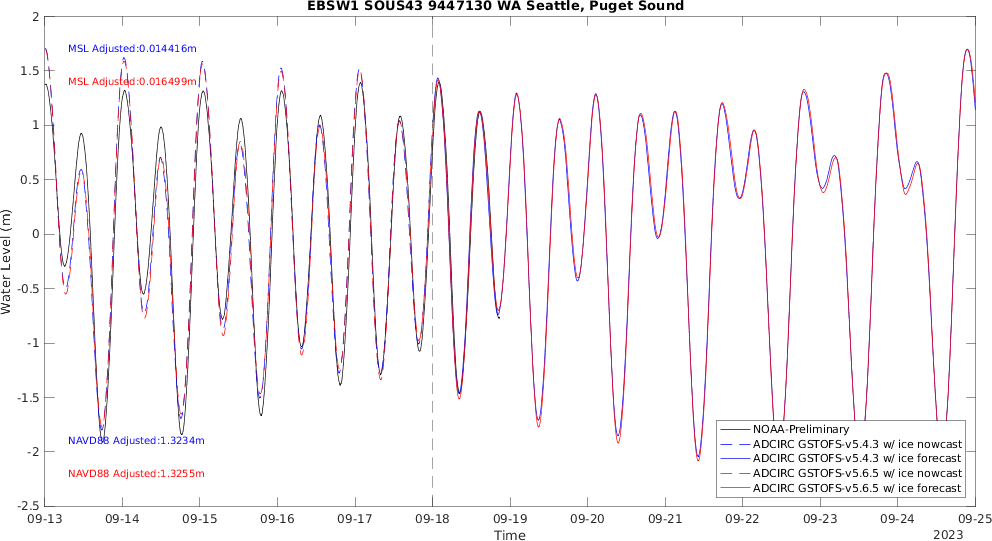 EBSW1 SOUS43 9447130 WA Seattle, Puget Sound
2
1.5
1
0.5
0
-0.5
-1
-1.5
-2
-2.5
Water Level (m)
MSL Adjusted:0.014416m
MSL Adjusted:0.016499m
NAVD88 Adjusted:1.3234m
NAVD88 Adjusted:1.3255m
NOAA-Preliminary
ADCIRC GSTOFS-v5.4.3 w/ ice nowcast
ADCIRC GSTOFS-v5.4.3 w/ ice forecast
ADCIRC GSTOFS-v5.6.5 w/ ice nowcast
ADCIRC GSTOFS-v5.6.5 w/ ice forecast
09-13 09-14 09-15 09-16 09-17 09-18 09-19 09-20 09-21 09-22 09-23 09-24 09-25
Time
2023